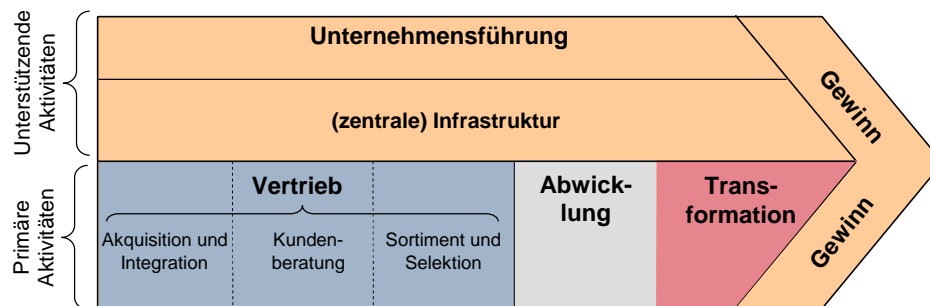 Unterstützende
Aktivitäten
Unternehmensführung
(zentrale) Infrastruktur
Gewinn
Primäre
Aktivitäten
Vertrieb
Akquisition und
Integration
Kunden-
beratung
Sortiment und
Selektion
Abwick-
lung
Trans-
formation
Gewinn